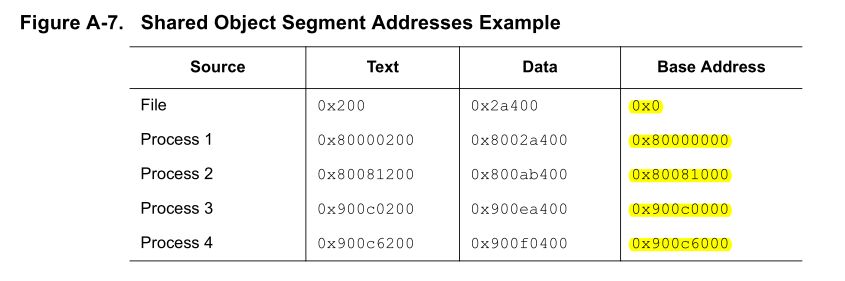 Figure A-7. Shared Object Segment Addresses Example
Source Text Data Base Address
File 0x200 0x2a400 0x0
Process 1 0x80000200 0x8002a400 0x80000000
Process 2 0x80081200 0x800ab400 0x80081000
Process 3 0x900c0200 0x900ea400 0x900c0000
Process 4 0x900c6200 0x900f0400 0x900c6000